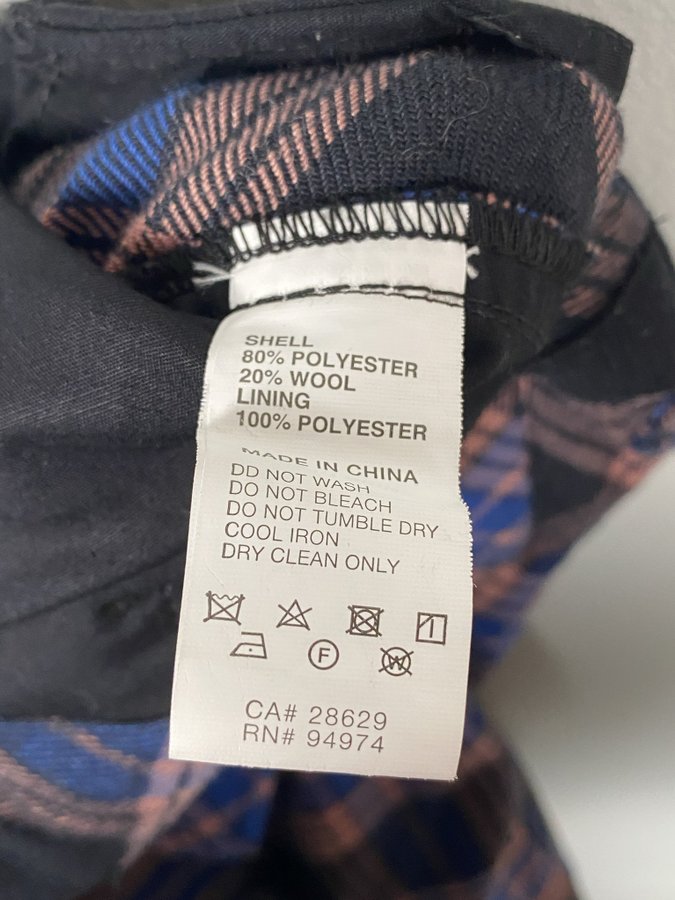 SHELL
80% POLYESTER
20% WOOL
LINING
100% POLYESTER
MADE IN CHINA
DD NOT WASH
DO NOT BLEACH
DO NOT TUMBLE DRY
COOL IRON
DRY CLEAN ONLY
F W
CA# 28629
RN# 94974